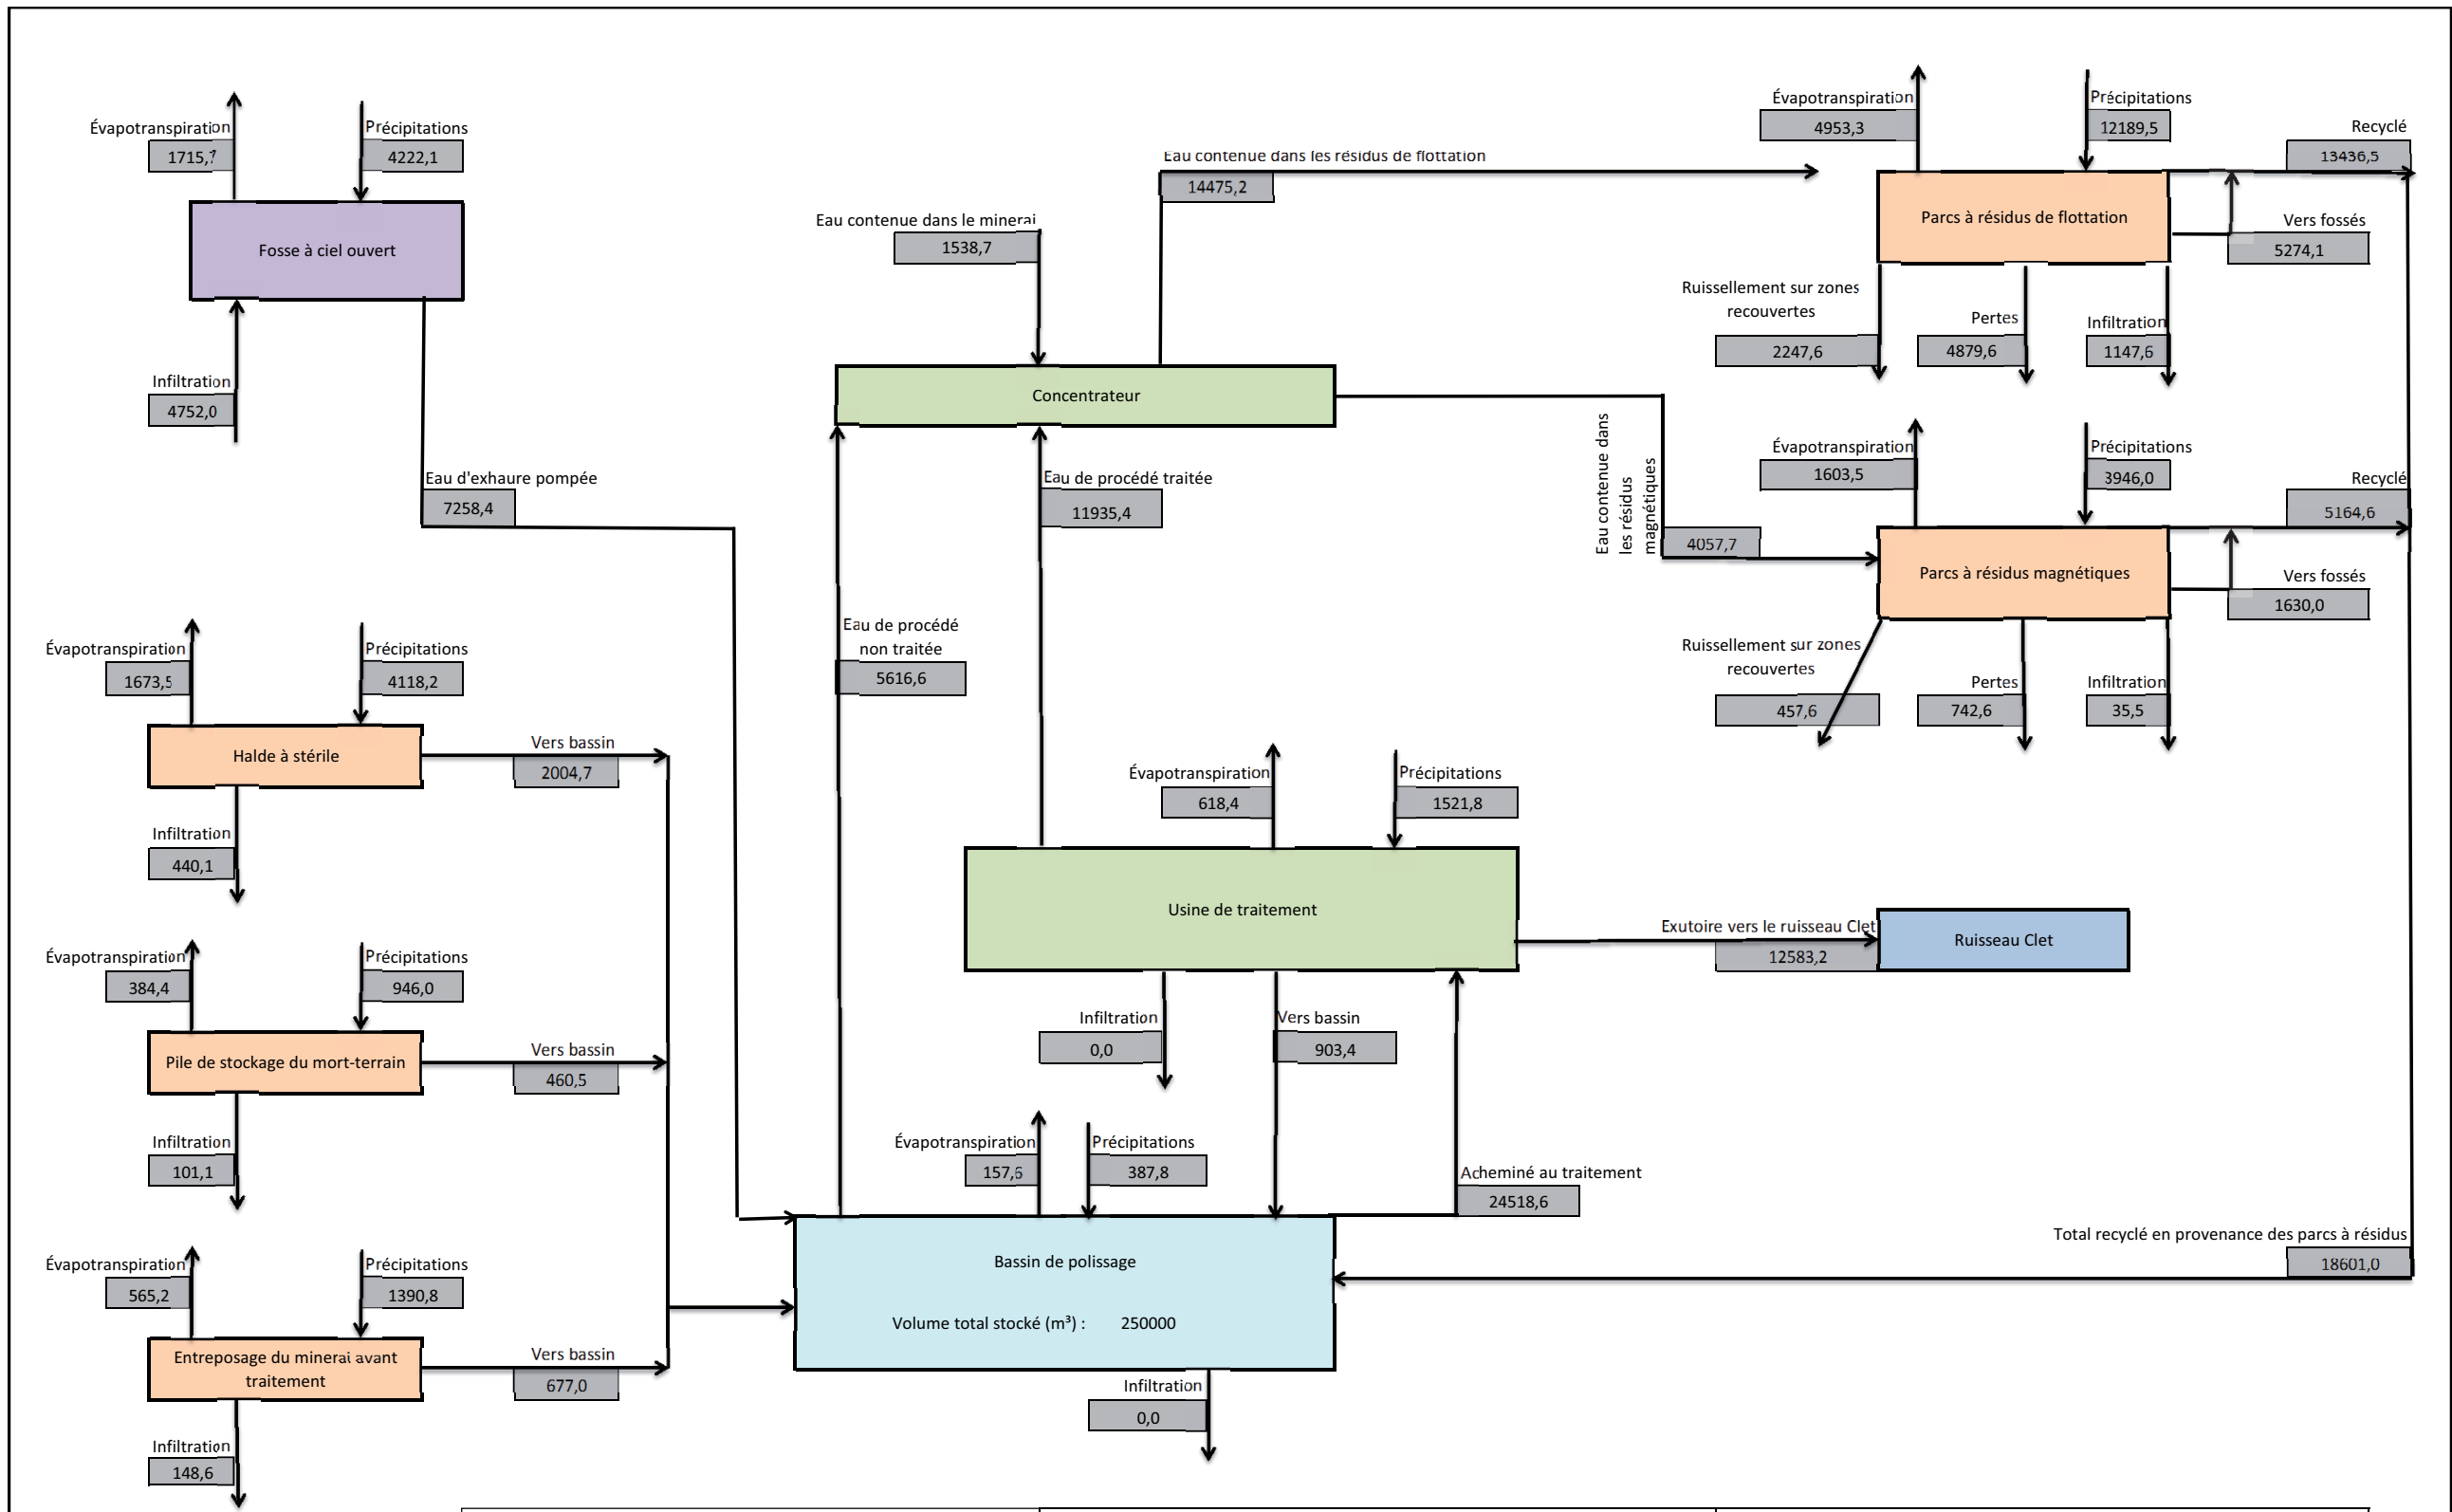 Évapotranspiration
1715,7
Précipitations
4222,1
Fosse à ciel ouvert
Infiltration
4752,0
Eau d'exhaure pompée
7258,4
Évapotranspiration
1673,5
Précipitations
4118,2
Halde à stérile
Vers bassin
2004,7
Infiltration
440,1
Évapotranspiration
384,4
Précipitations
946,0
Pile de stockage du mort-terrain
Vers bassin
460,5
Infiltration
101,1
Évapotranspiration
565,2
Précipitations
1390,8
Entreposage du minerai avant
traitement
Vers bassin
677,0
Infiltration
148,6
Eau contenue dans les résidus de flottation
14475,2
Eau contenue dans le minerai
1538,7
Concentrateur
Eau de procédé traitée
11935,4
Eau de procédé
non traitée
5616,6
Eau contenue dans
les résidus
magnétiques
4057,7
Évapotranspiration
618,4
Précipitations
1521,8
Usine de traitement
Exutoire vers le ruisseau Clet
12583,2
Ruisseau Clet
Infiltration
0,0
Vers bassin
903,4
Évapotranspiration
157,6
Précipitations
387,8
Acheminé au traitement
24518,6
Bassin de polissage
Volume total stocké (m³) : 250000
Infiltration
0,0
Évapotranspiration
4953,3
Précipitations
12189,5
Recyclé
13436,5
Parcs à résidus de flottation
Vers fossés
5274,1
Ruissellement sur zones
recouvertes
2247,6
Pertes
4879,6
Infiltration
1147,6
Évapotranspiration
1603,5
Précipitations
3946,0
Recyclé
5164,6
Parcs à résidus magnétiques
Vers fossés
1630,0
Ruissellement sur zones
recouvertes
457,6
Pertes
742,6
Infiltration
35,5
Total recyclé en provenance des parcs à résidus
18601,0